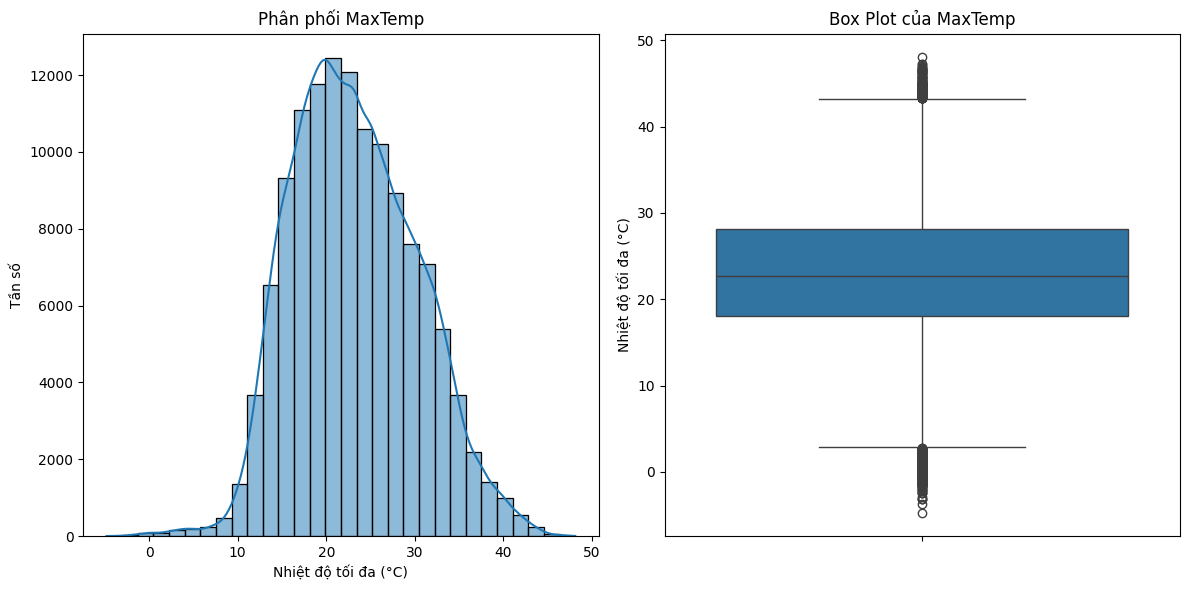 Phân phối MaxTemp
Tần số
12000
10000
8000
6000
4000
2000
0
0 10 20 30 40 50
Nhiệt độ tối đa (°C)
Box Plot của MaxTemp
Nhiệt độ tối đa (°C)
50
40
30
20
10
0